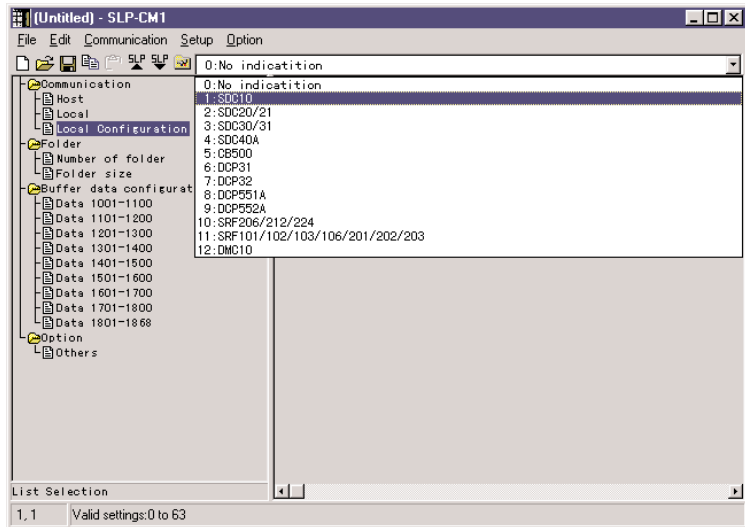 (Untitled) - SLP-CM1
File Edit Communication Setup Option
SLP SLP 0:No indicatition
Communication
Host
Local
Local Configuration
Folder
Number of folder
Folder size
Buffer data configurat
Data 1001-1100
Data 1101-1200
Data 1201-1300
Data 1301-1400
Data 1401-1500
Data 1501-1600
Data 1601-1700
Data 1701-1800
Data 1801-1868
Option
Others
0:No indicatition
1:SDC10
2:SDC20/21
3:SDC30/31
4:SDC40A
5:CB500
6:DCP31
7:DCP32
8:DCP551A
9:DCP552A
10:SRF206/212/224
11:SRF101/102/103/106/201/202/203
12:DMC10
List Selection
1, 1 Valid settings:0 to 63